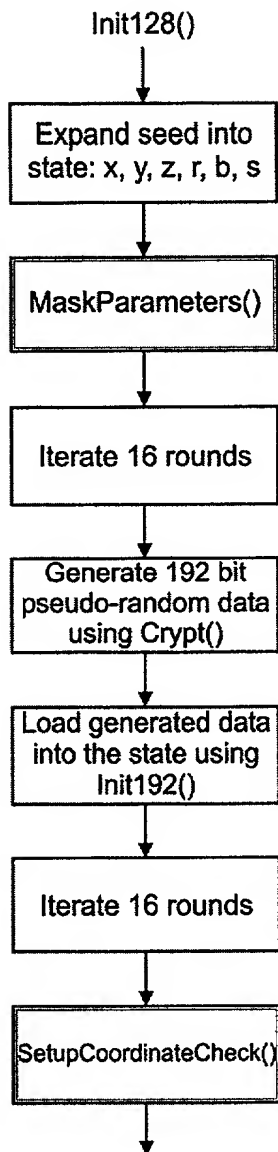 Init128()
Expand seed into
state: x, y, z, r, b, s
MaskParameters()
Iterate 16 rounds
Generate 192 bit
pseudo-random data
using Crypt()
Load generated data
into the state using
Init192()
Iterate 16 rounds
SetupCoordinateCheck()